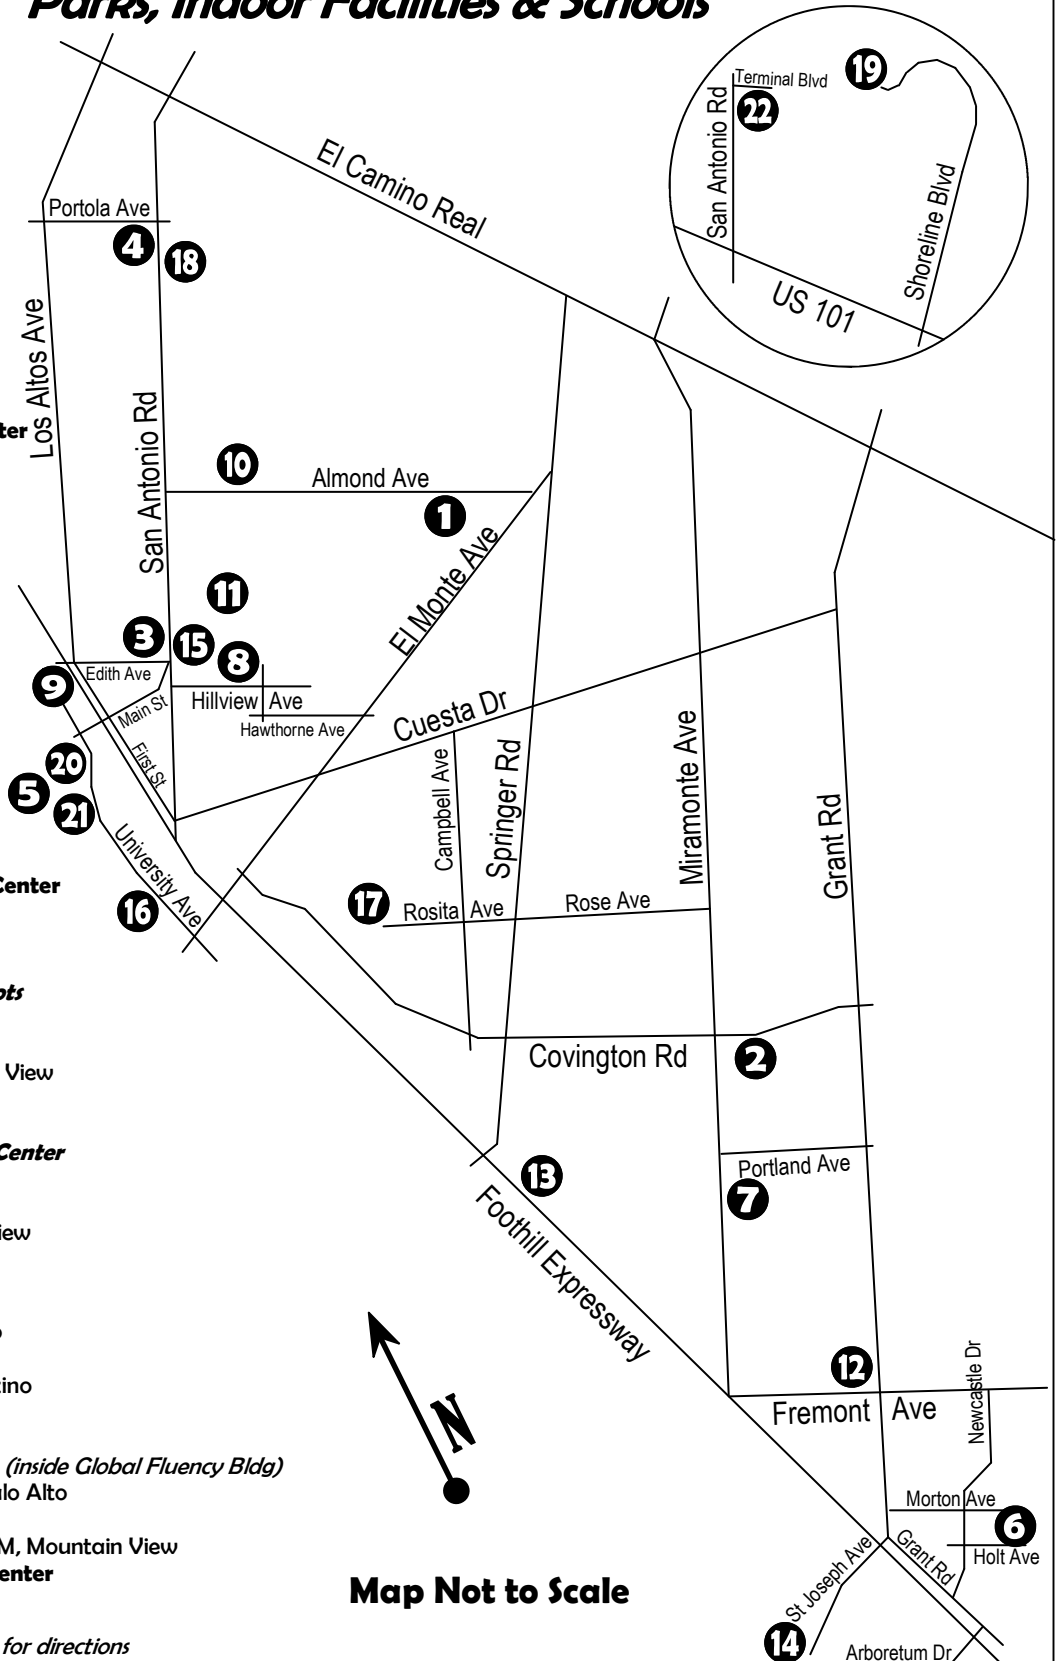 Parks, Indoor Facilities & Schools
Terminal Blvd
19
22
San Antonio Rd
Shoreline Blvd
US 101
El Camino Real
Portola Ave
4
18
Los Altos Ave
San Antonio Rd
ter
10
Almond Ave
1
El Monte Ave
11
3
15
8
Edith Ave
9
Main St
Hillview Ave
Hawthorne Ave
First St
Cuesta Dr
20
5
21
Campbell Ave
Springer Rd
Miramonte Ave
Grant Rd
University Ave
Center
16
17
Rosita Ave
Rose Ave
ots
Covington Rd
2
View
Center
Portland Ave
13
7
iew
Foothill Expressway
o
tino
12
Fremont Ave
Newcastle Dr
N
(inside Global Fluency Bldg)
lo Alto
Morton Ave
6
M, Mountain View
enter
Holt Ave
Grant Rd
St Joseph Ave
Map Not to Scale
for directions
14
Arboretum Dr